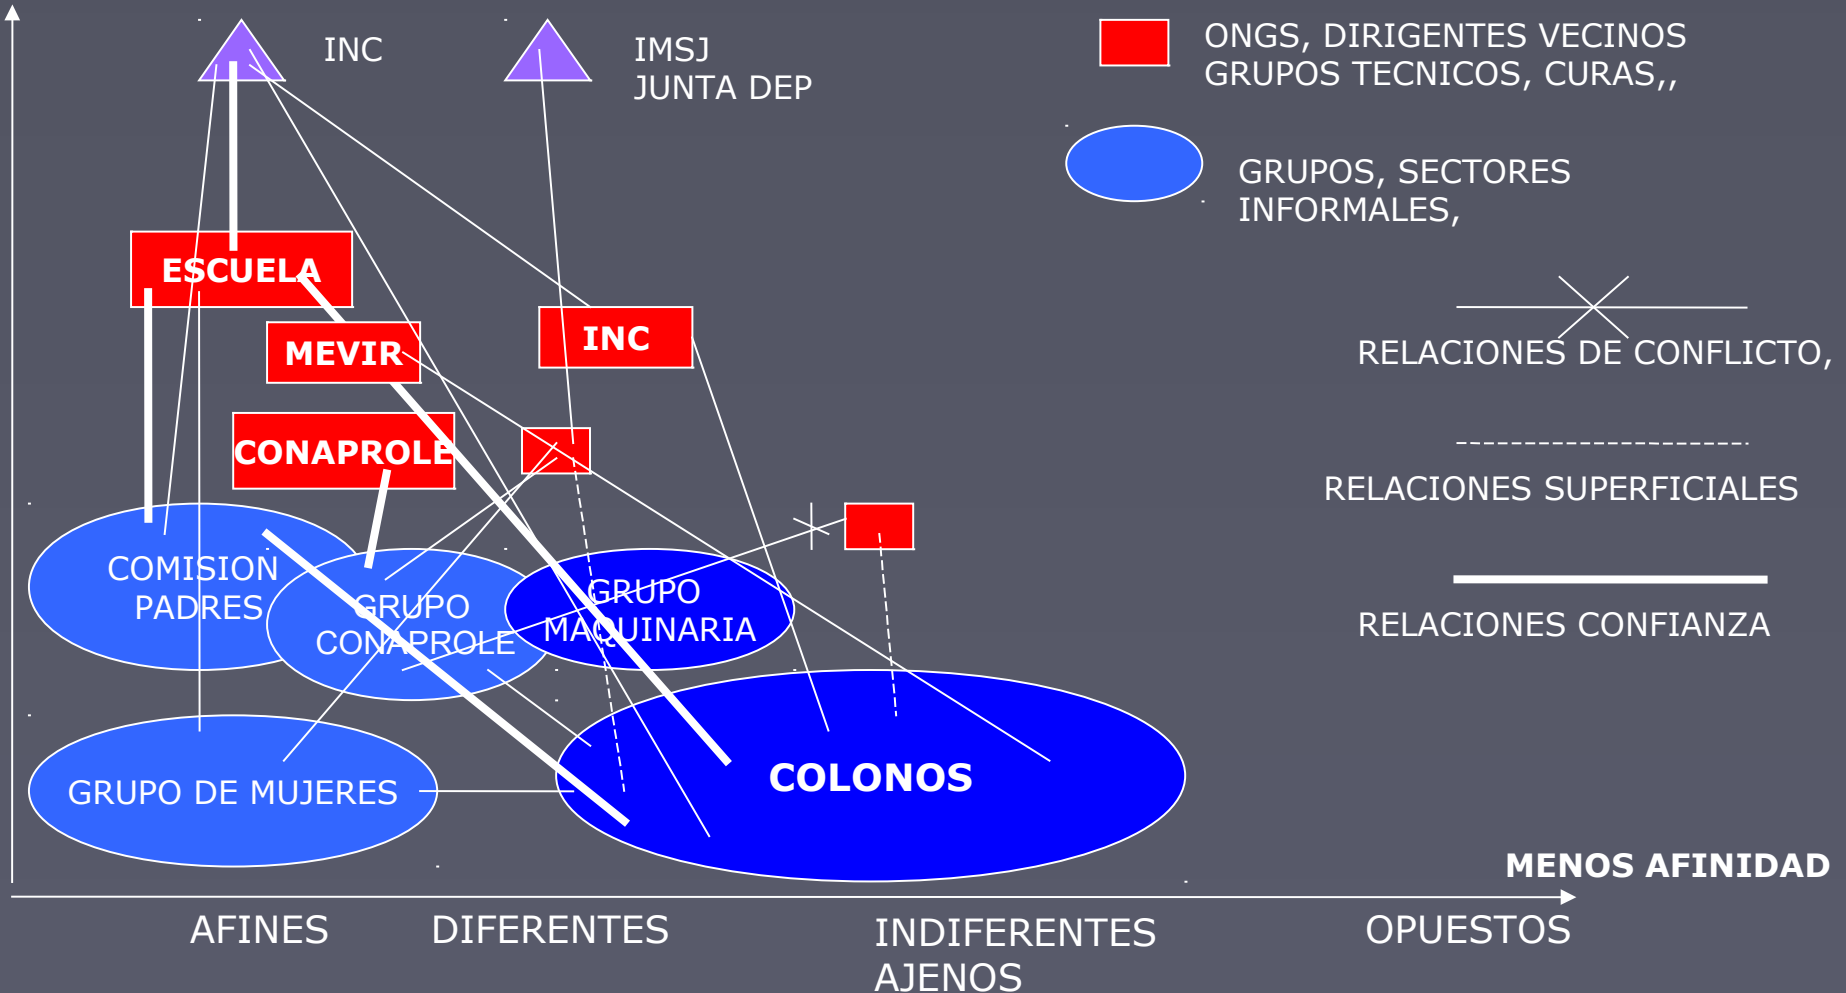 INC
IMSJ
JUNTA DEP
ONGS, DIRIGENTES VECINOS
GRUPOS TECNICOS, CURAS,,
GRUPOS, SECTORES
INFORMALES,
ESCUELA
MEVIR
INC
CONAPROLE
RELACIONES DE CONFLICTO,
RELACIONES SUPERFICIALES
RELACIONES CONFIANZA
COMISION
PADRES
GRUPO
CONAPROLE
GRUPO
MAQUINARIA
GRUPO DE MUJERES
COLONOS
MENOS AFINIDAD
AFINES
DIFERENTES
INDIFERENTES
AJENOS
OPUESTOS